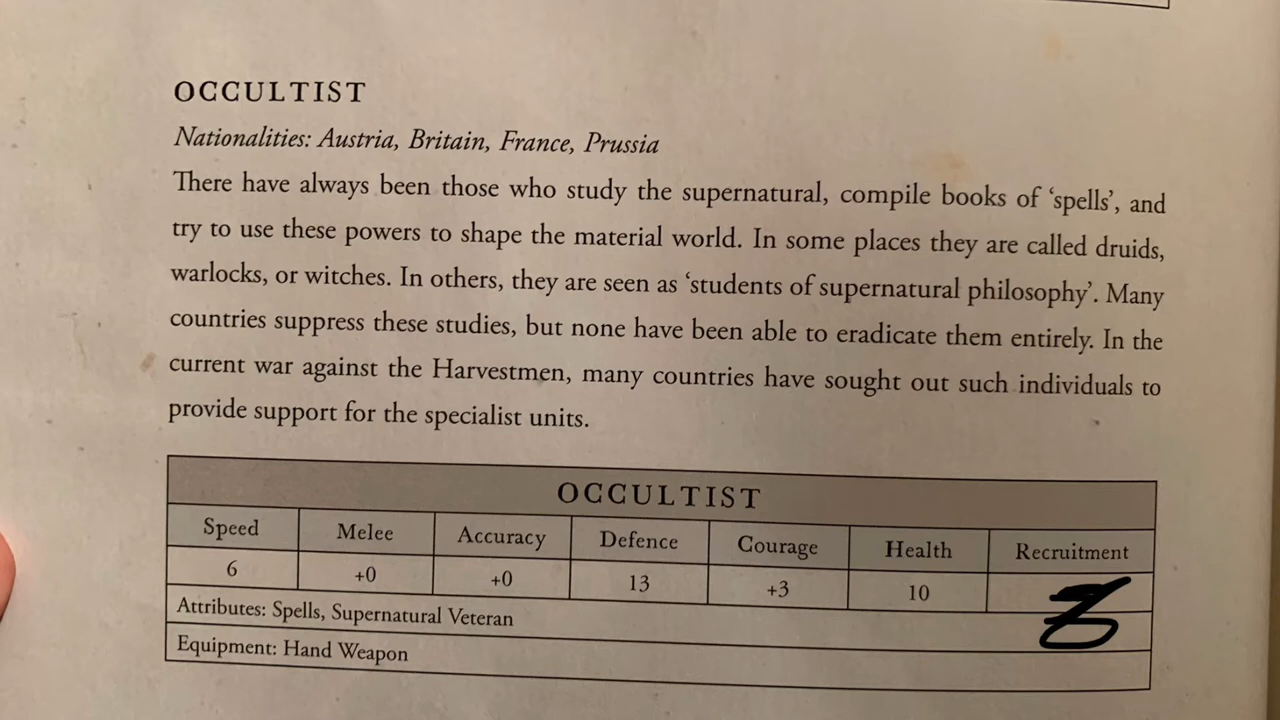 OCCULTIST
Nationalities: Austria, Britain, France, Prussia
There have always been those who study the supernatural, compile books of ‘spells’, and
try to use these powers to shape the material world. In some places they are called druids,
warlocks, or witches. In others, they are seen as ‘students of supernatural philosophy’. Many
countries suppress these studies, but none have been able to eradicate them entirely. In the
current war against the Harvestmen, many countries have sought out such individuals to
provide support for the specialist units.
OCCULTIST
Speed Melee Accuracy Defence Courage Health Recruitment
6 +0 +0 13 +3 10
Attributes: Spells, Supernatural Veteran
Equipment: Hand Weapon